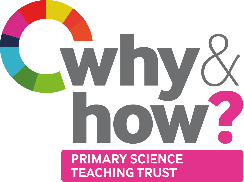 why&
how?
PRIMARY SCIENCE
TEACHING TRUST